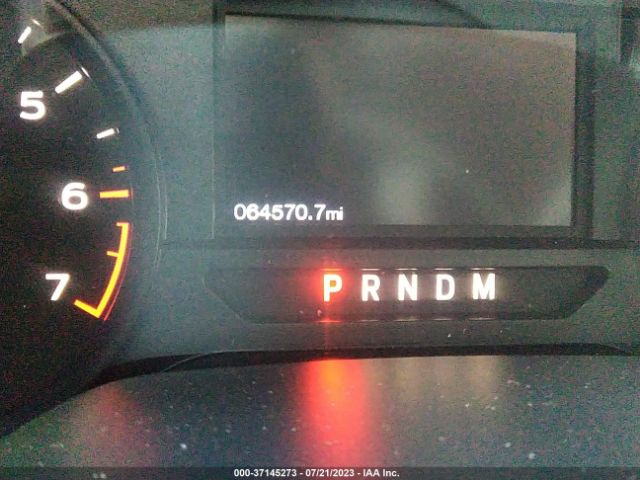 5
6
7
064570.7mi
P R N D M
000-37145273 - 07/21/2023 - IAA Inc.